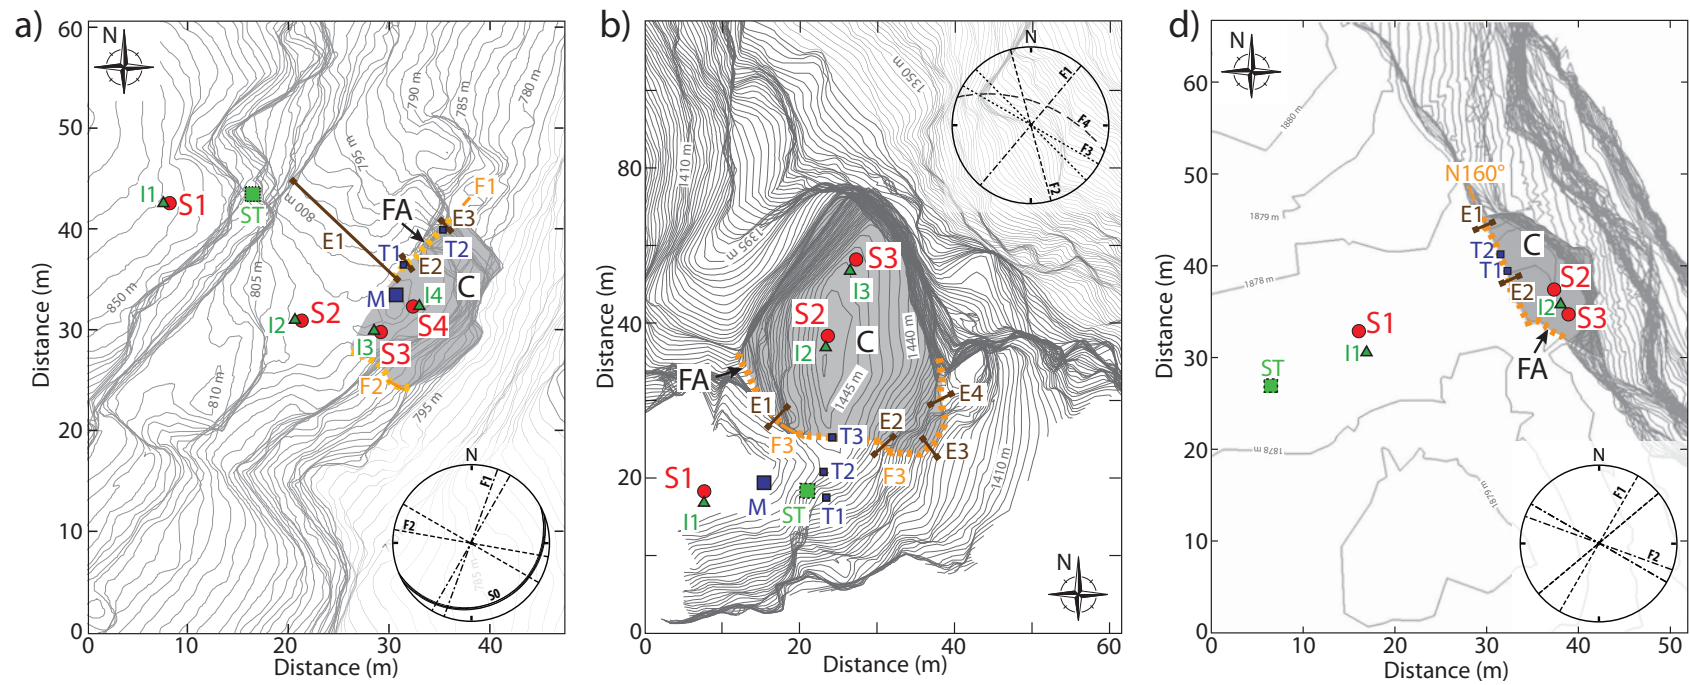 a)
N
60
50
40
30
20
10
0
0
20
30
40
Distance (m)
Distance (m)
850 m
805 m
810 m
800 m
795 m
790 m
785 m
780 m
795 m
785 m
I1
S1
ST
E1
FA
F1
E3
T1
T2
E2
M
C
I4
S4
I2
S2
I3
S3
F2
N
F1
F2
S0
b)
80
40
20
0
0
20
40
60
Distance (m)
Distance (m)
1410 m
1395 m
1350 m
1440 m
1445 m
1410 m
N
F1
F4
F3
F2
S3
I3
S2
I2
C
FA
E1
F3
T3
E2
F3
E4
E3
S1
I1
M
T2
ST
T1
N
d)
N
60
50
40
30
20
10
0
0
10
20
30
40
50
Distance (m)
Distance (m)
1880 m
1879 m
1878 m
1878 m
1879 m
N160°
E1
T2
T1
E2
C
S2
I2
S3
FA
S1
I1
ST
N
F1
F2